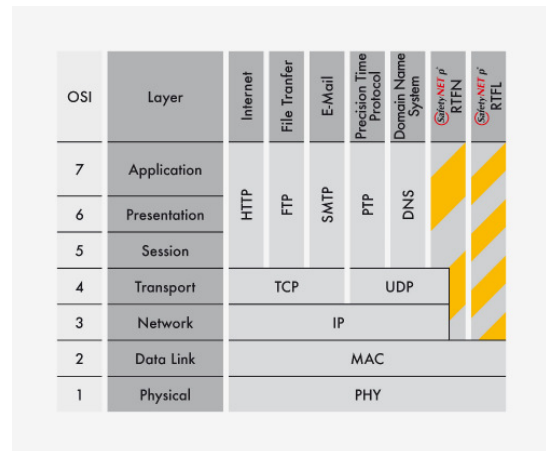 OSI
Layer
Internet
File Tranfer
E-Mail
Precision Time
Protocol
Domain Name
System
SafetyNET p
RTFN
SafetyNET p
RTFL
7
Application
6
Presentation
5
Session
HTTP
FTP
SMTP
PTP
DNS
4
Transport
TCP
UDP
3
Network
IP
2
Data Link
MAC
1
Physical
PHY